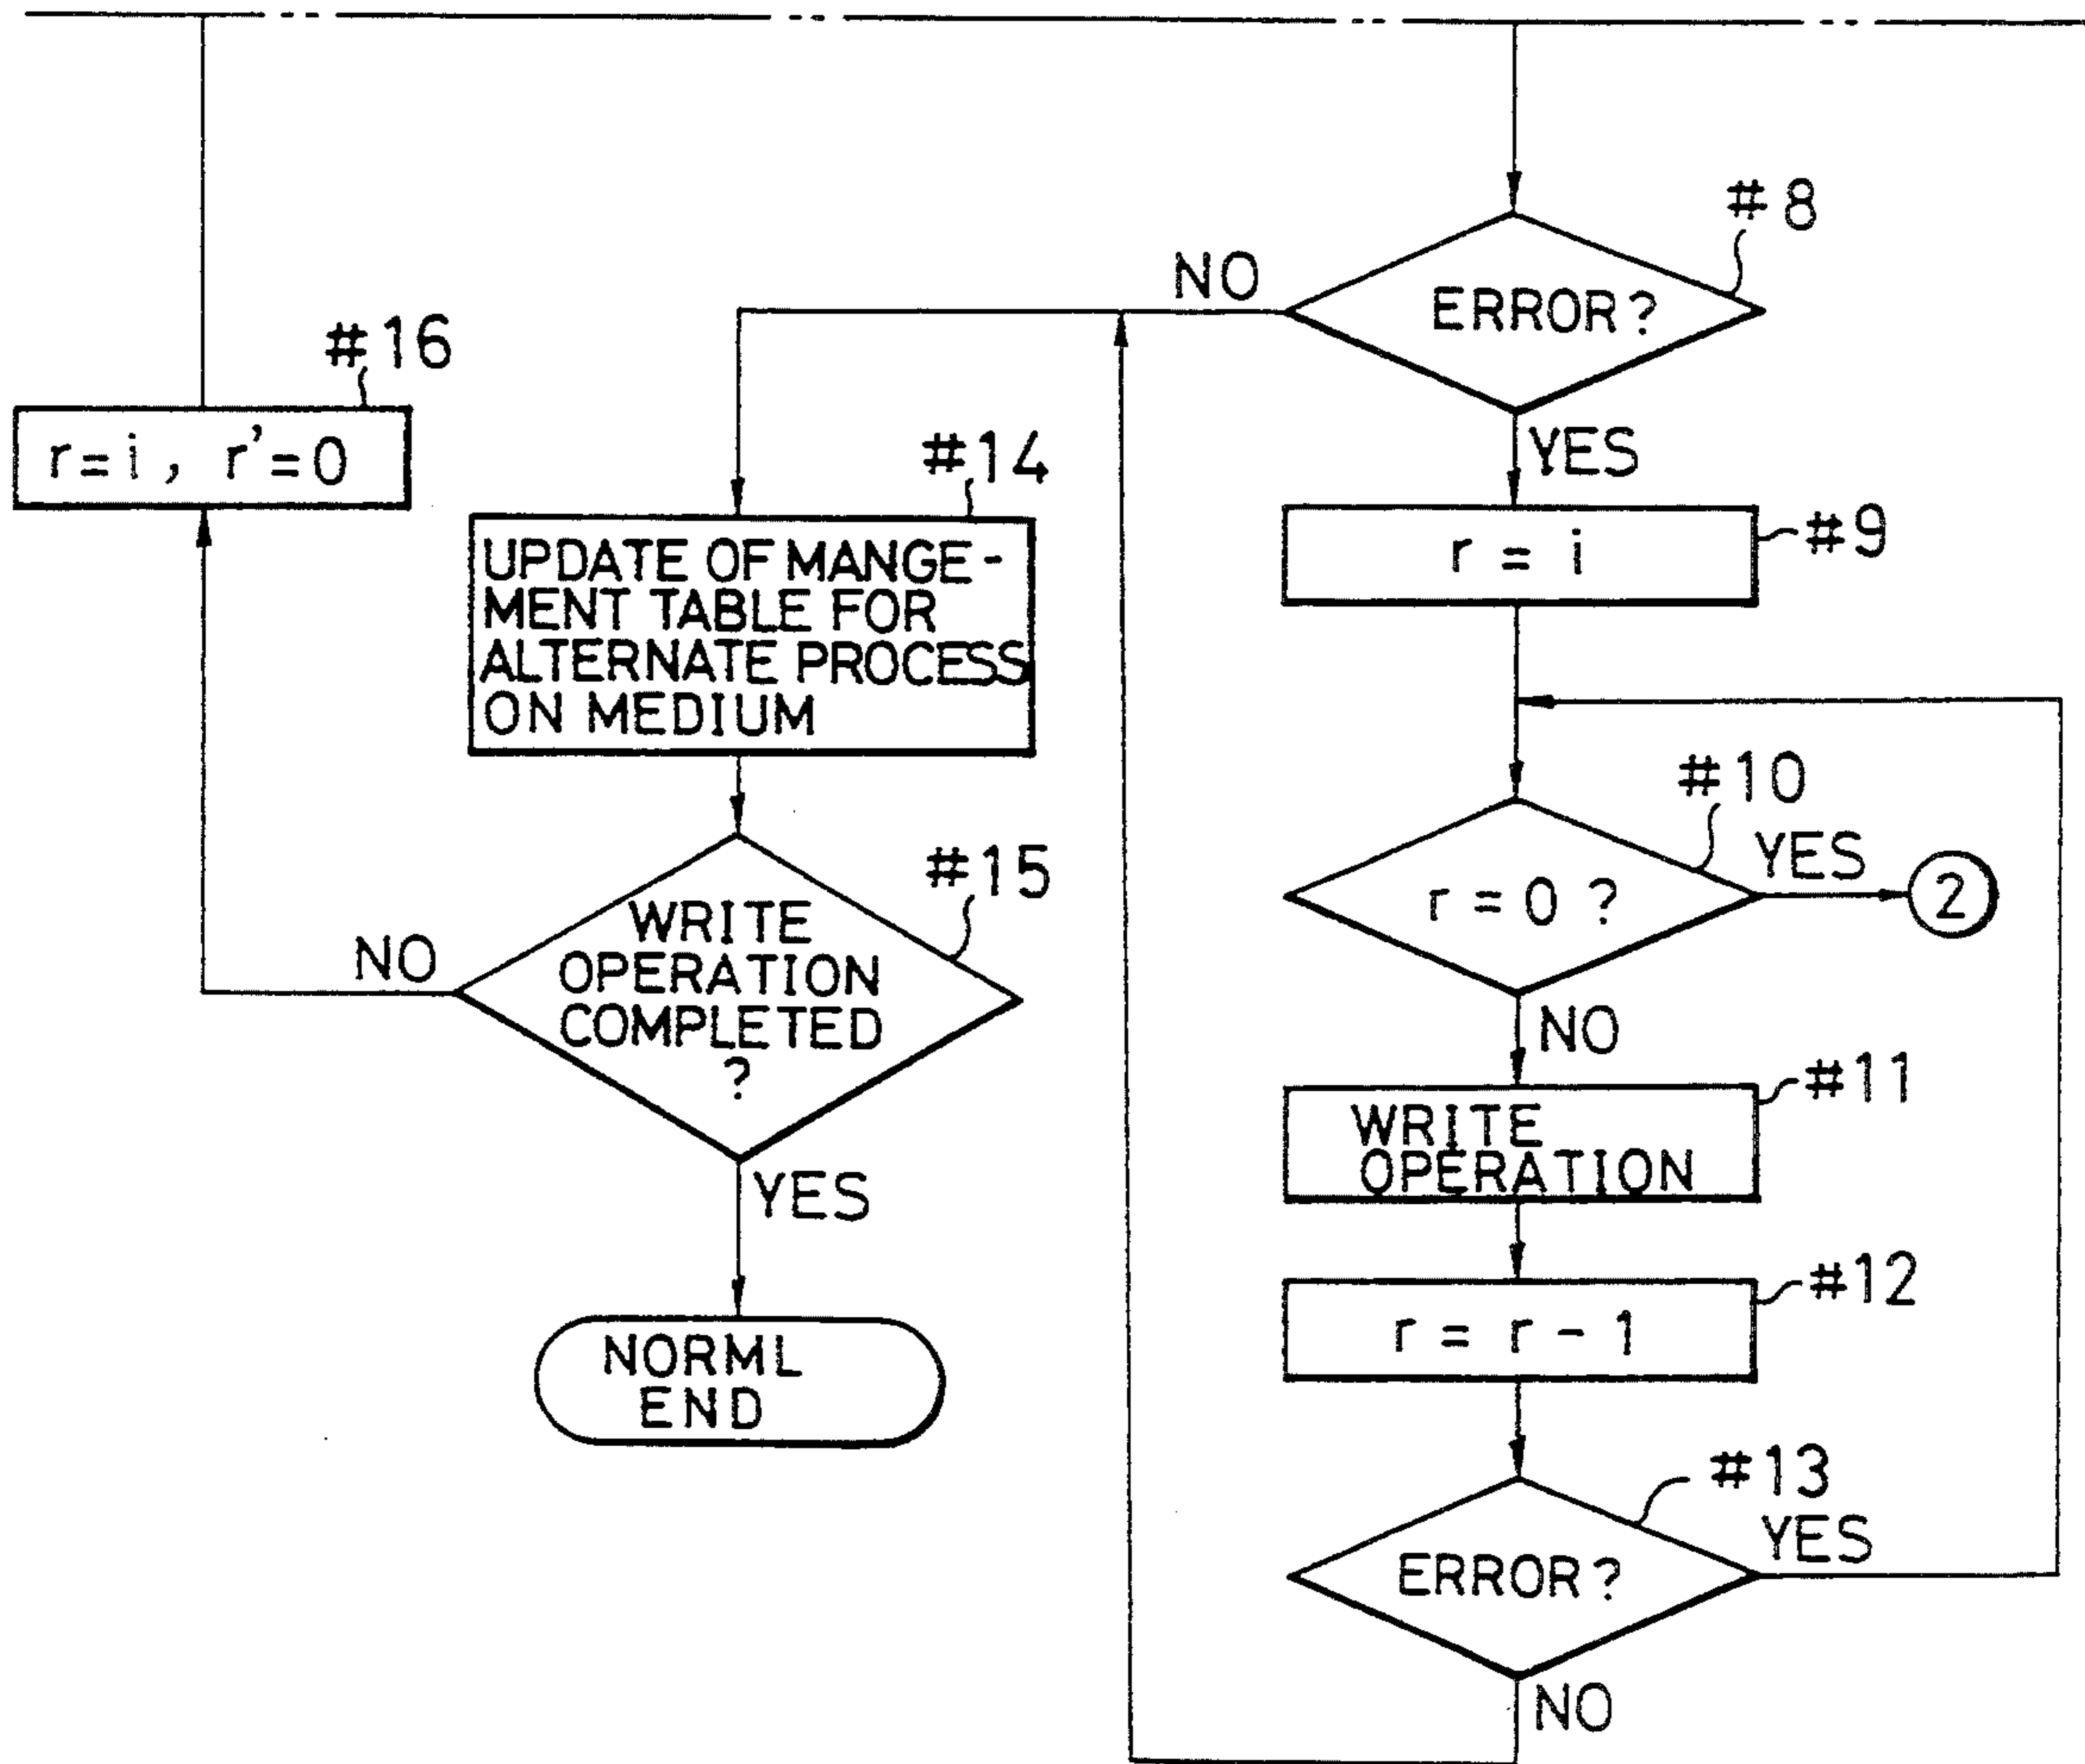 #8
NO
ERROR?
#16
r=i, r'=0
YES
#14
#9
r = i
UPDATE OF MANGE-
MENT TABLE FOR
ALTERNATE PROCESS
ON MEDIUM
#10
YES
r = 0 ?
2
#15
WRITE
OPERATION
COMPLETED
?
NO
NO
#11
WRITE
OPERATION
YES
#12
r = r - 1
NORML
END
#13
YES
ERROR?
NO